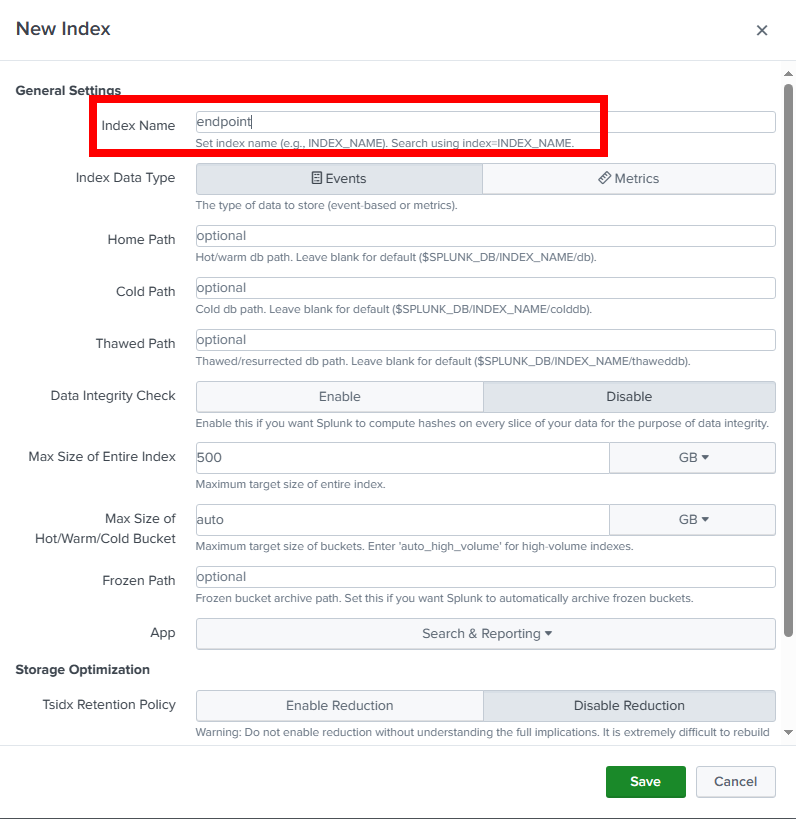 New Index
General Settings
Index Name
endpoint
Set index name (e.g., INDEX_NAME). Search using index=INDEX_NAME.
Index Data Type
Events
Metrics
The type of data to store (event-based or metrics).
Home Path
optional
Hot/warm db path. Leave blank for default ($SPLUNK_DB/INDEX_NAME/db).
Cold Path
optional
Cold db path. Leave blank for default ($SPLUNK_DB/INDEX_NAME/colddb).
Thawed Path
optional
Thawed/resurrected db path. Leave blank for default ($SPLUNK_DB/INDEX_NAME/thaweddb).
Data Integrity Check
Enable
Disable
Enable this if you want Splunk to compute hashes on every slice of your data for the purpose of data integrity.
Max Size of Entire Index
500
GB
Maximum target size of entire index.
Max Size of
Hot/Warm/Cold Bucket
auto
GB
Maximum target size of buckets. Enter 'auto_high_volume' for high-volume indexes.
Frozen Path
optional
Frozen bucket archive path. Set this if you want Splunk to automatically archive frozen buckets.
App
Search & Reporting
Storage Optimization
Tsidx Retention Policy
Enable Reduction
Disable Reduction
Warning: Do not enable reduction without understanding the full implications. It is extremely difficult to rebuild
Save
Cancel